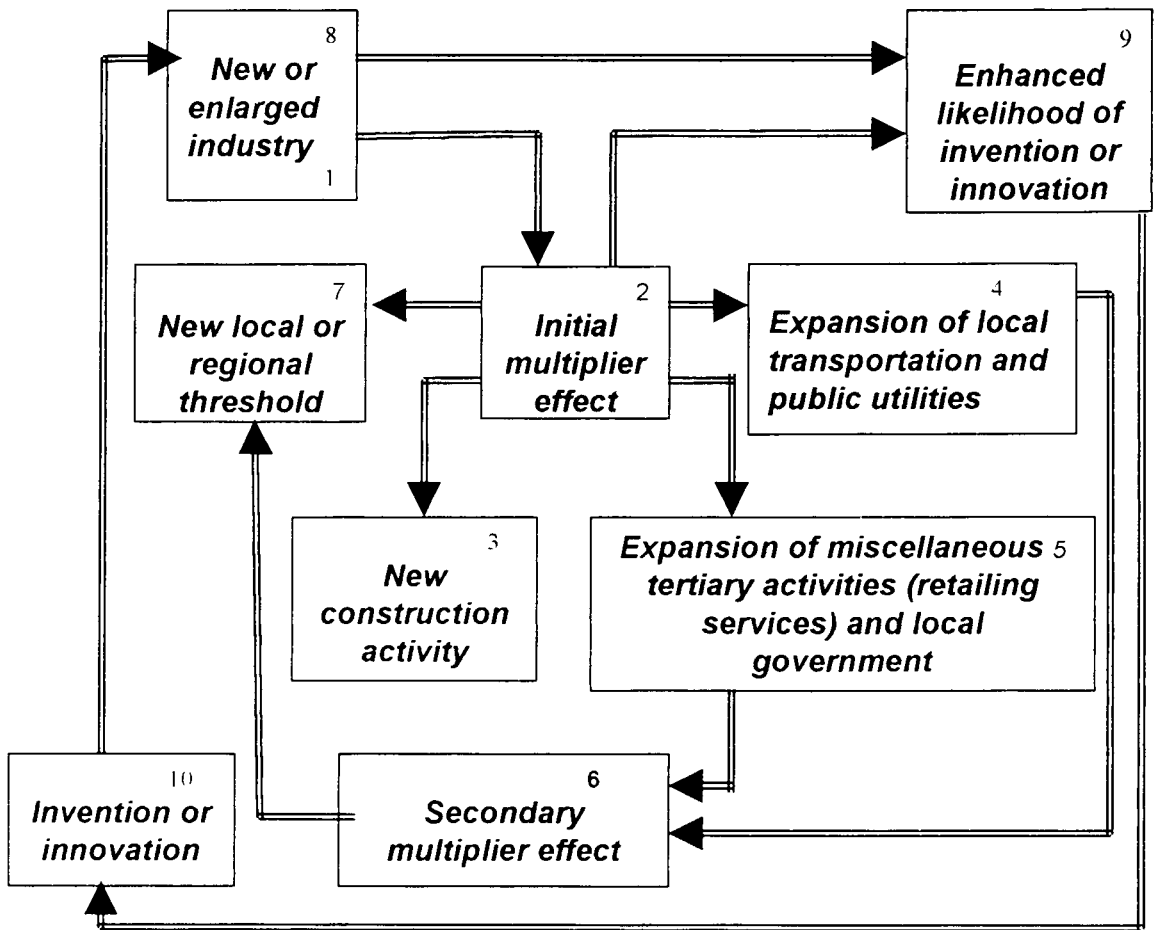 8
New or
enlarged
industry
1
9
Enhanced
likelihood of
invention or
innovation
7
New local or
regional
threshold
2
Initial
multiplier
effect
4
Expansion of local
transportation and
public utilities
3
New
construction
activity
Expansion of miscellaneous 5
tertiary activities (retailing
services) and local
government
10
Invention or
innovation
6
Secondary
multiplier effect